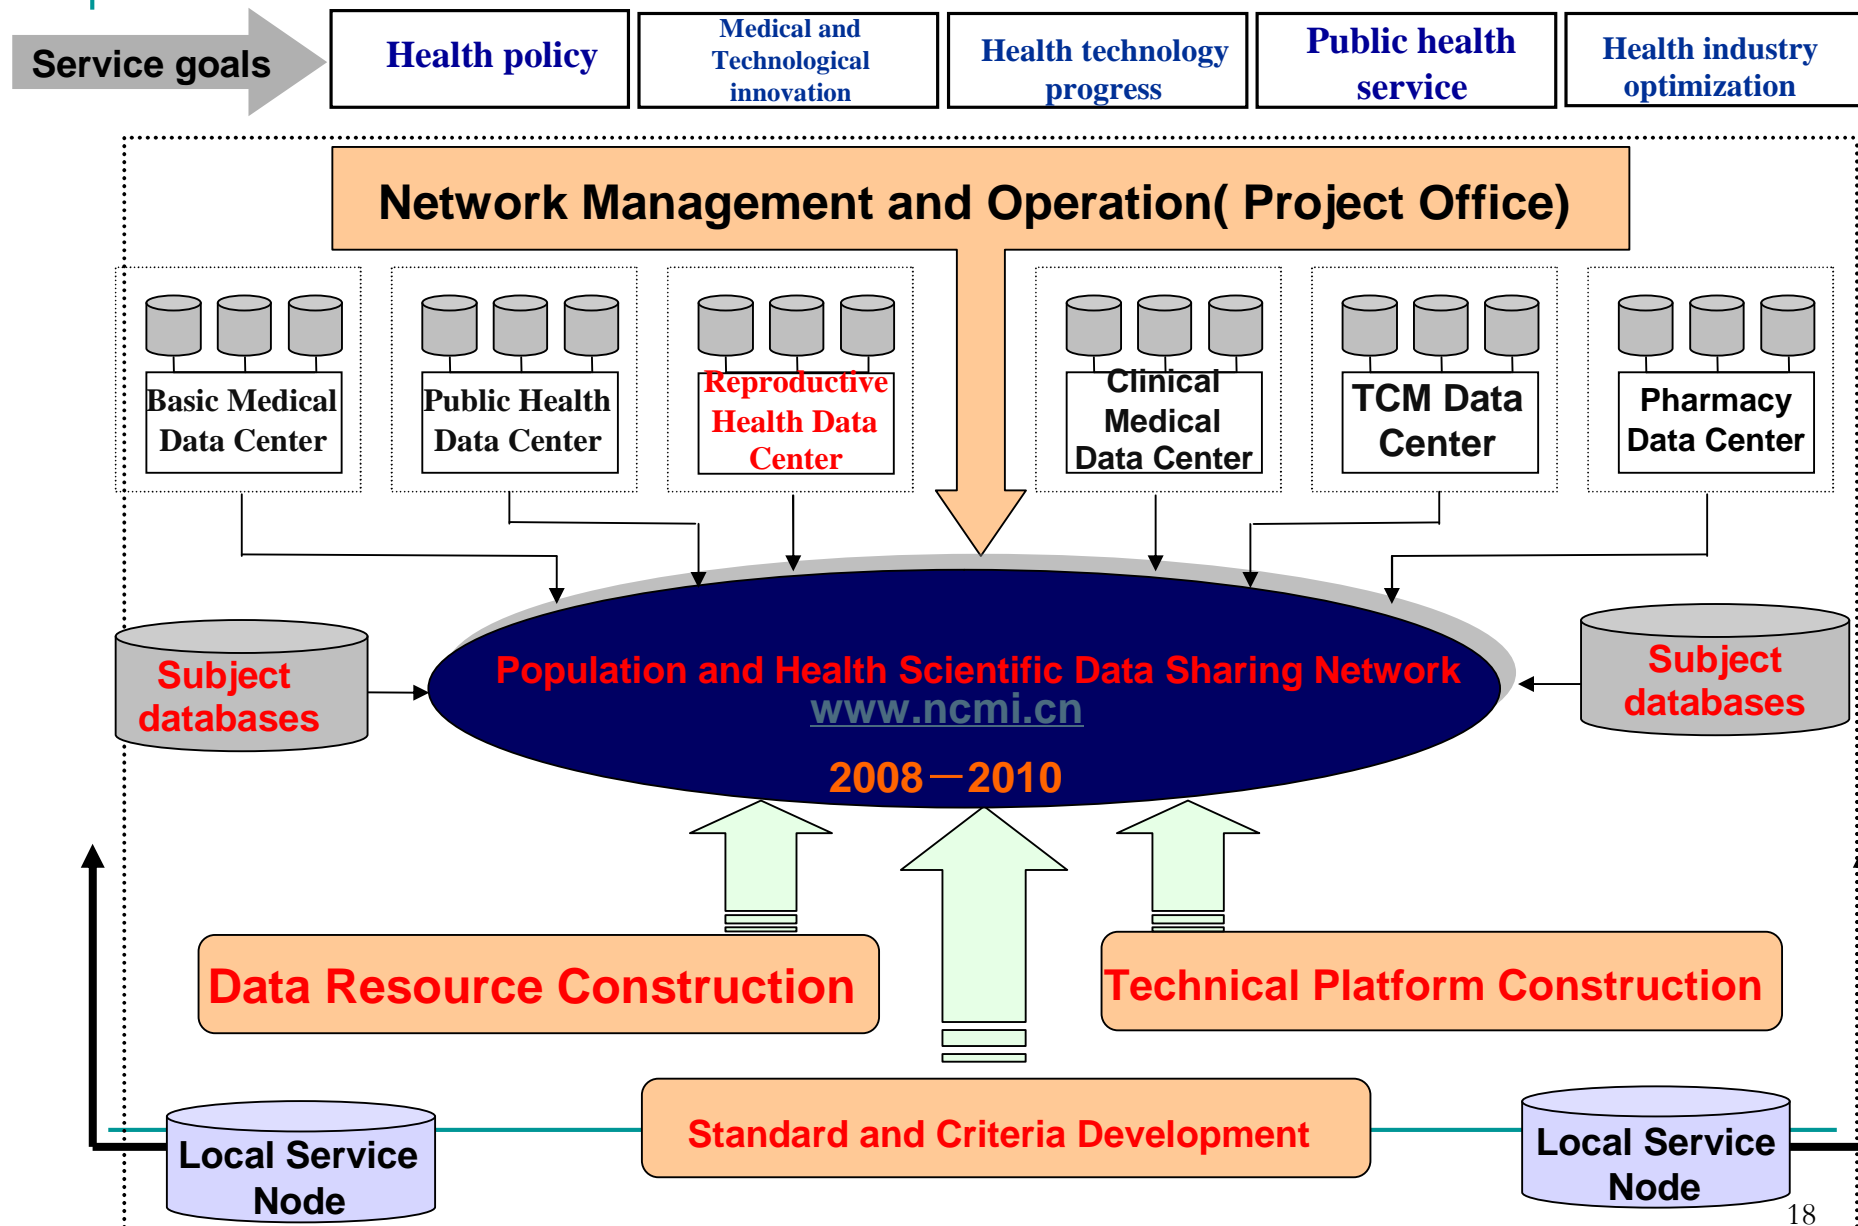 Service goals
Health policy
Medical and
Technological
innovation
Health technology
progress
Public health
service
Health industry
optimization
Network Management and Operation( Project Office)
Basic Medical
Data Center
Public Health
Data Center
Reproductive
Health Data
Center
Clinical
Medical
Data Center
TCM Data
Center
Pharmacy
Data Center
Subject
databases
Population and Health Scientific Data Sharing Network
www.ncmi.cn
2008－2010
Subject
databases
Data Resource Construction
Technical Platform Construction
Standard and Criteria Development
Local Service
Node
Local Service
Node
18